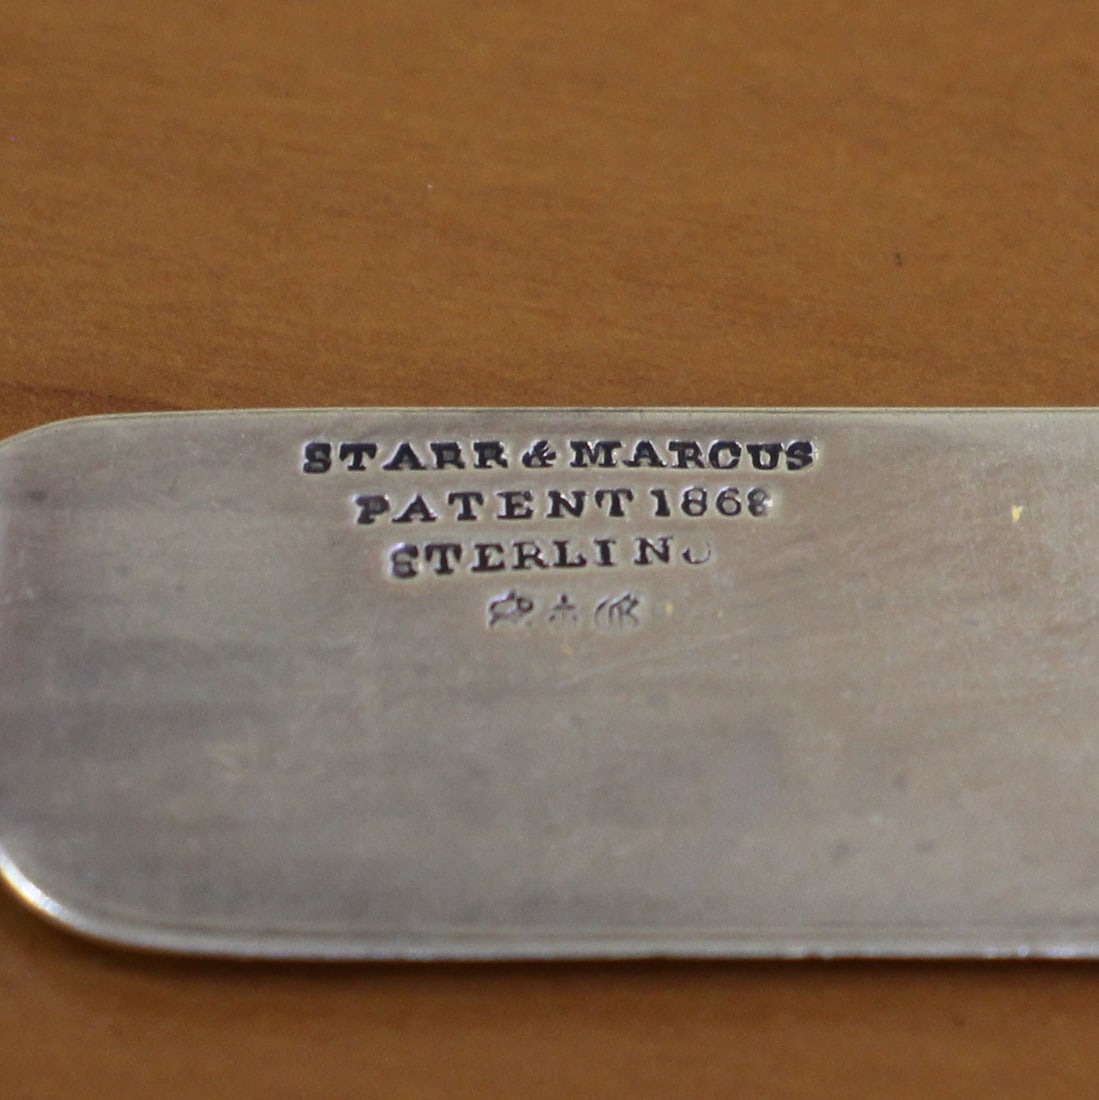 STARR & MARCUS
PATENT 1868
STERLING